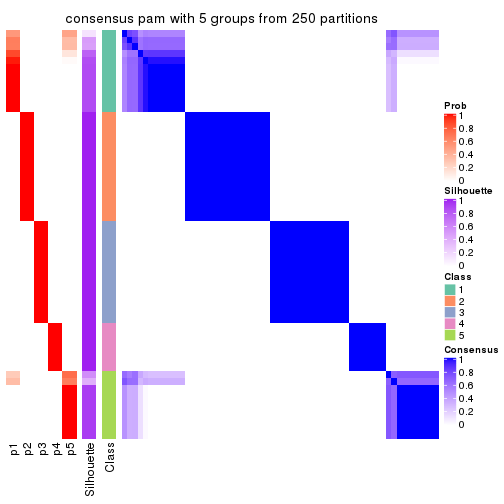 consensus pam with 5 groups from 250 partitions
Prob
1
0.8
0.6
0.4
0.2
0
Silhouette
1
0.8
0.6
0.4
0.2
0
Class
1
2
3
4
5
Consensus
1
0.8
0.6
0.4
0.2
0
p1
p2
p3
p4
p5
Silhouette
Class